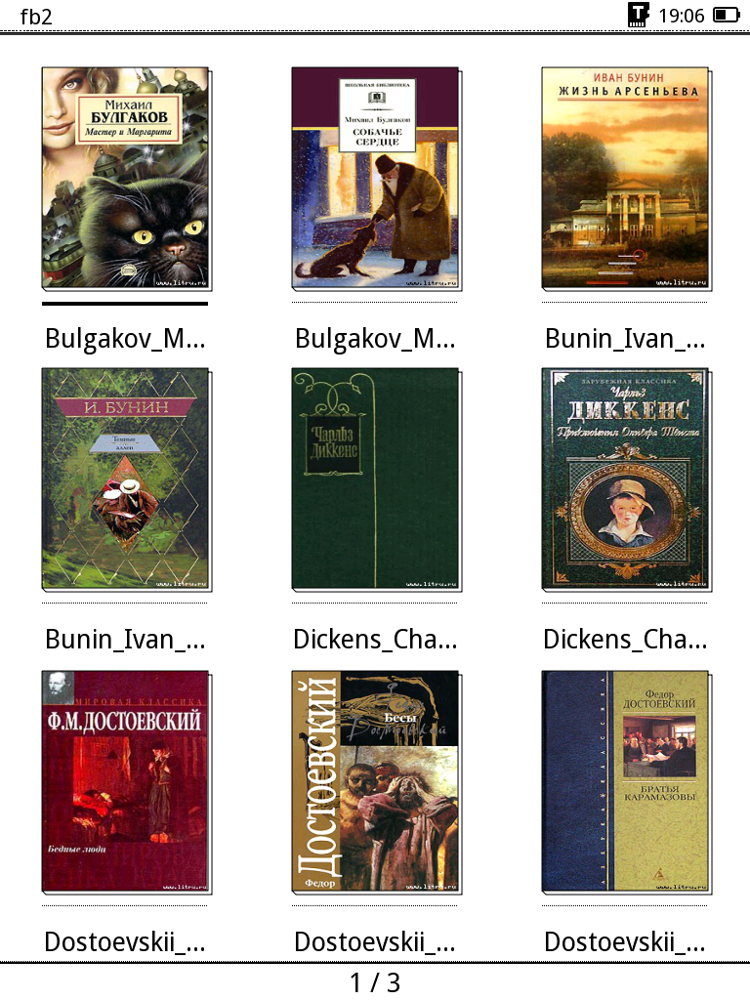 fb2
T
19:06
Михаил
БУЛГАКОВ
Мастер и Маргарита
www.litru.ru
ШКОЛЬНАЯ БИБЛИОТЕКА
Михаил Булгаков
СОБАЧЬЕ
СЕРДЦЕ
www.litru.ru
ИВАН БУНИН
ЖИЗНЬ АРСЕНЬЕВА
www.litru.ru
Bulgakov_M...
Bulgakov_M...
Bunin_Ivan_...
И. БУНИН
Темные
аллеи
www.litru.ru
Чарльз
Диккенс
www.litru.ru
ЗАРУБЕЖНАЯ КЛАССИКА
Чарльз
ДИККЕНС
Приключения Оливера Твиста
www.litru.ru
Bunin_Ivan_...
Dickens_Cha...
Dickens_Cha...
МИРОВАЯ КЛАССИКА
Ф.М.ДОСТОЕВСКИЙ
Бедные люди
www.litru.ru
Федор
Достоевский
Бесы
Достоевский
www.litru.ru
АЗБУКА-КЛАССИКА
Федор
ДОСТОЕВСКИЙ
БРАТЬЯ
КАРАМАЗОВЫ
www.litru.ru
Dostoevskii_...
Dostoevskii_...
Dostoevskii_...
1 / 3